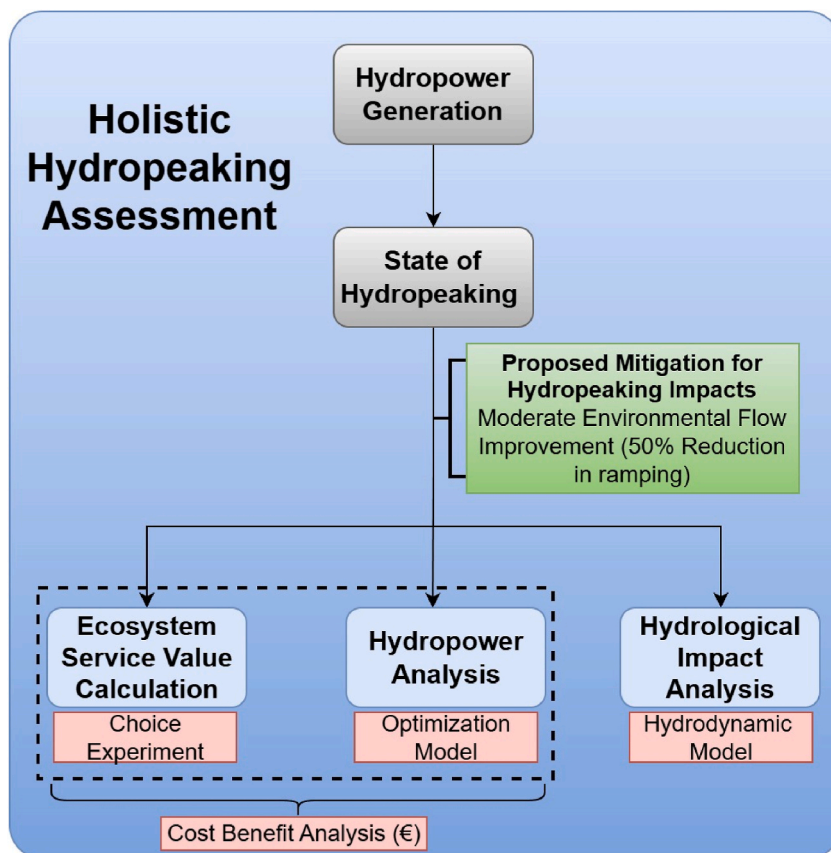 Holistic
Hydropeaking
Assessment
Hydropower
Generation
State of
Hydropeaking
Proposed Mitigation for
Hydropeaking Impacts
Moderate Environmental Flow
Improvement (50% Reduction
in ramping)
Ecosystem
Service Value
Calculation
Choice
Experiment
Hydropower
Analysis
Optimization
Model
Hydrological
Impact
Analysis
Hydrodynamic
Model
Cost Benefit Analysis (€)